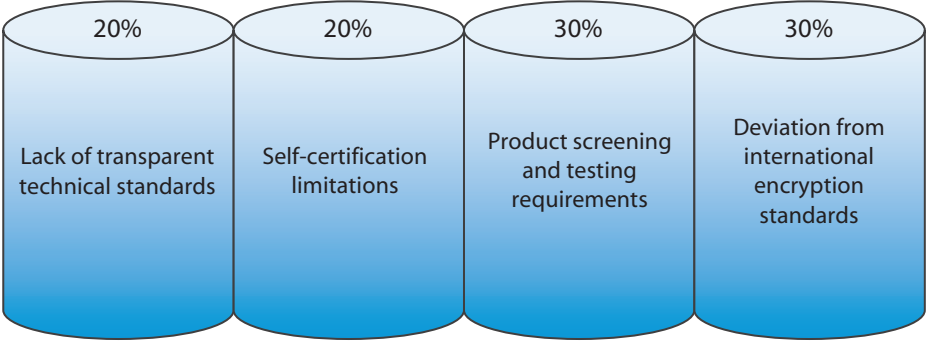 20%
20%
30%
30%
Lack of transparent
technical standards
Self-certification
limitations
Product screening
and testing
requirements
Deviation from
international
encryption
standards